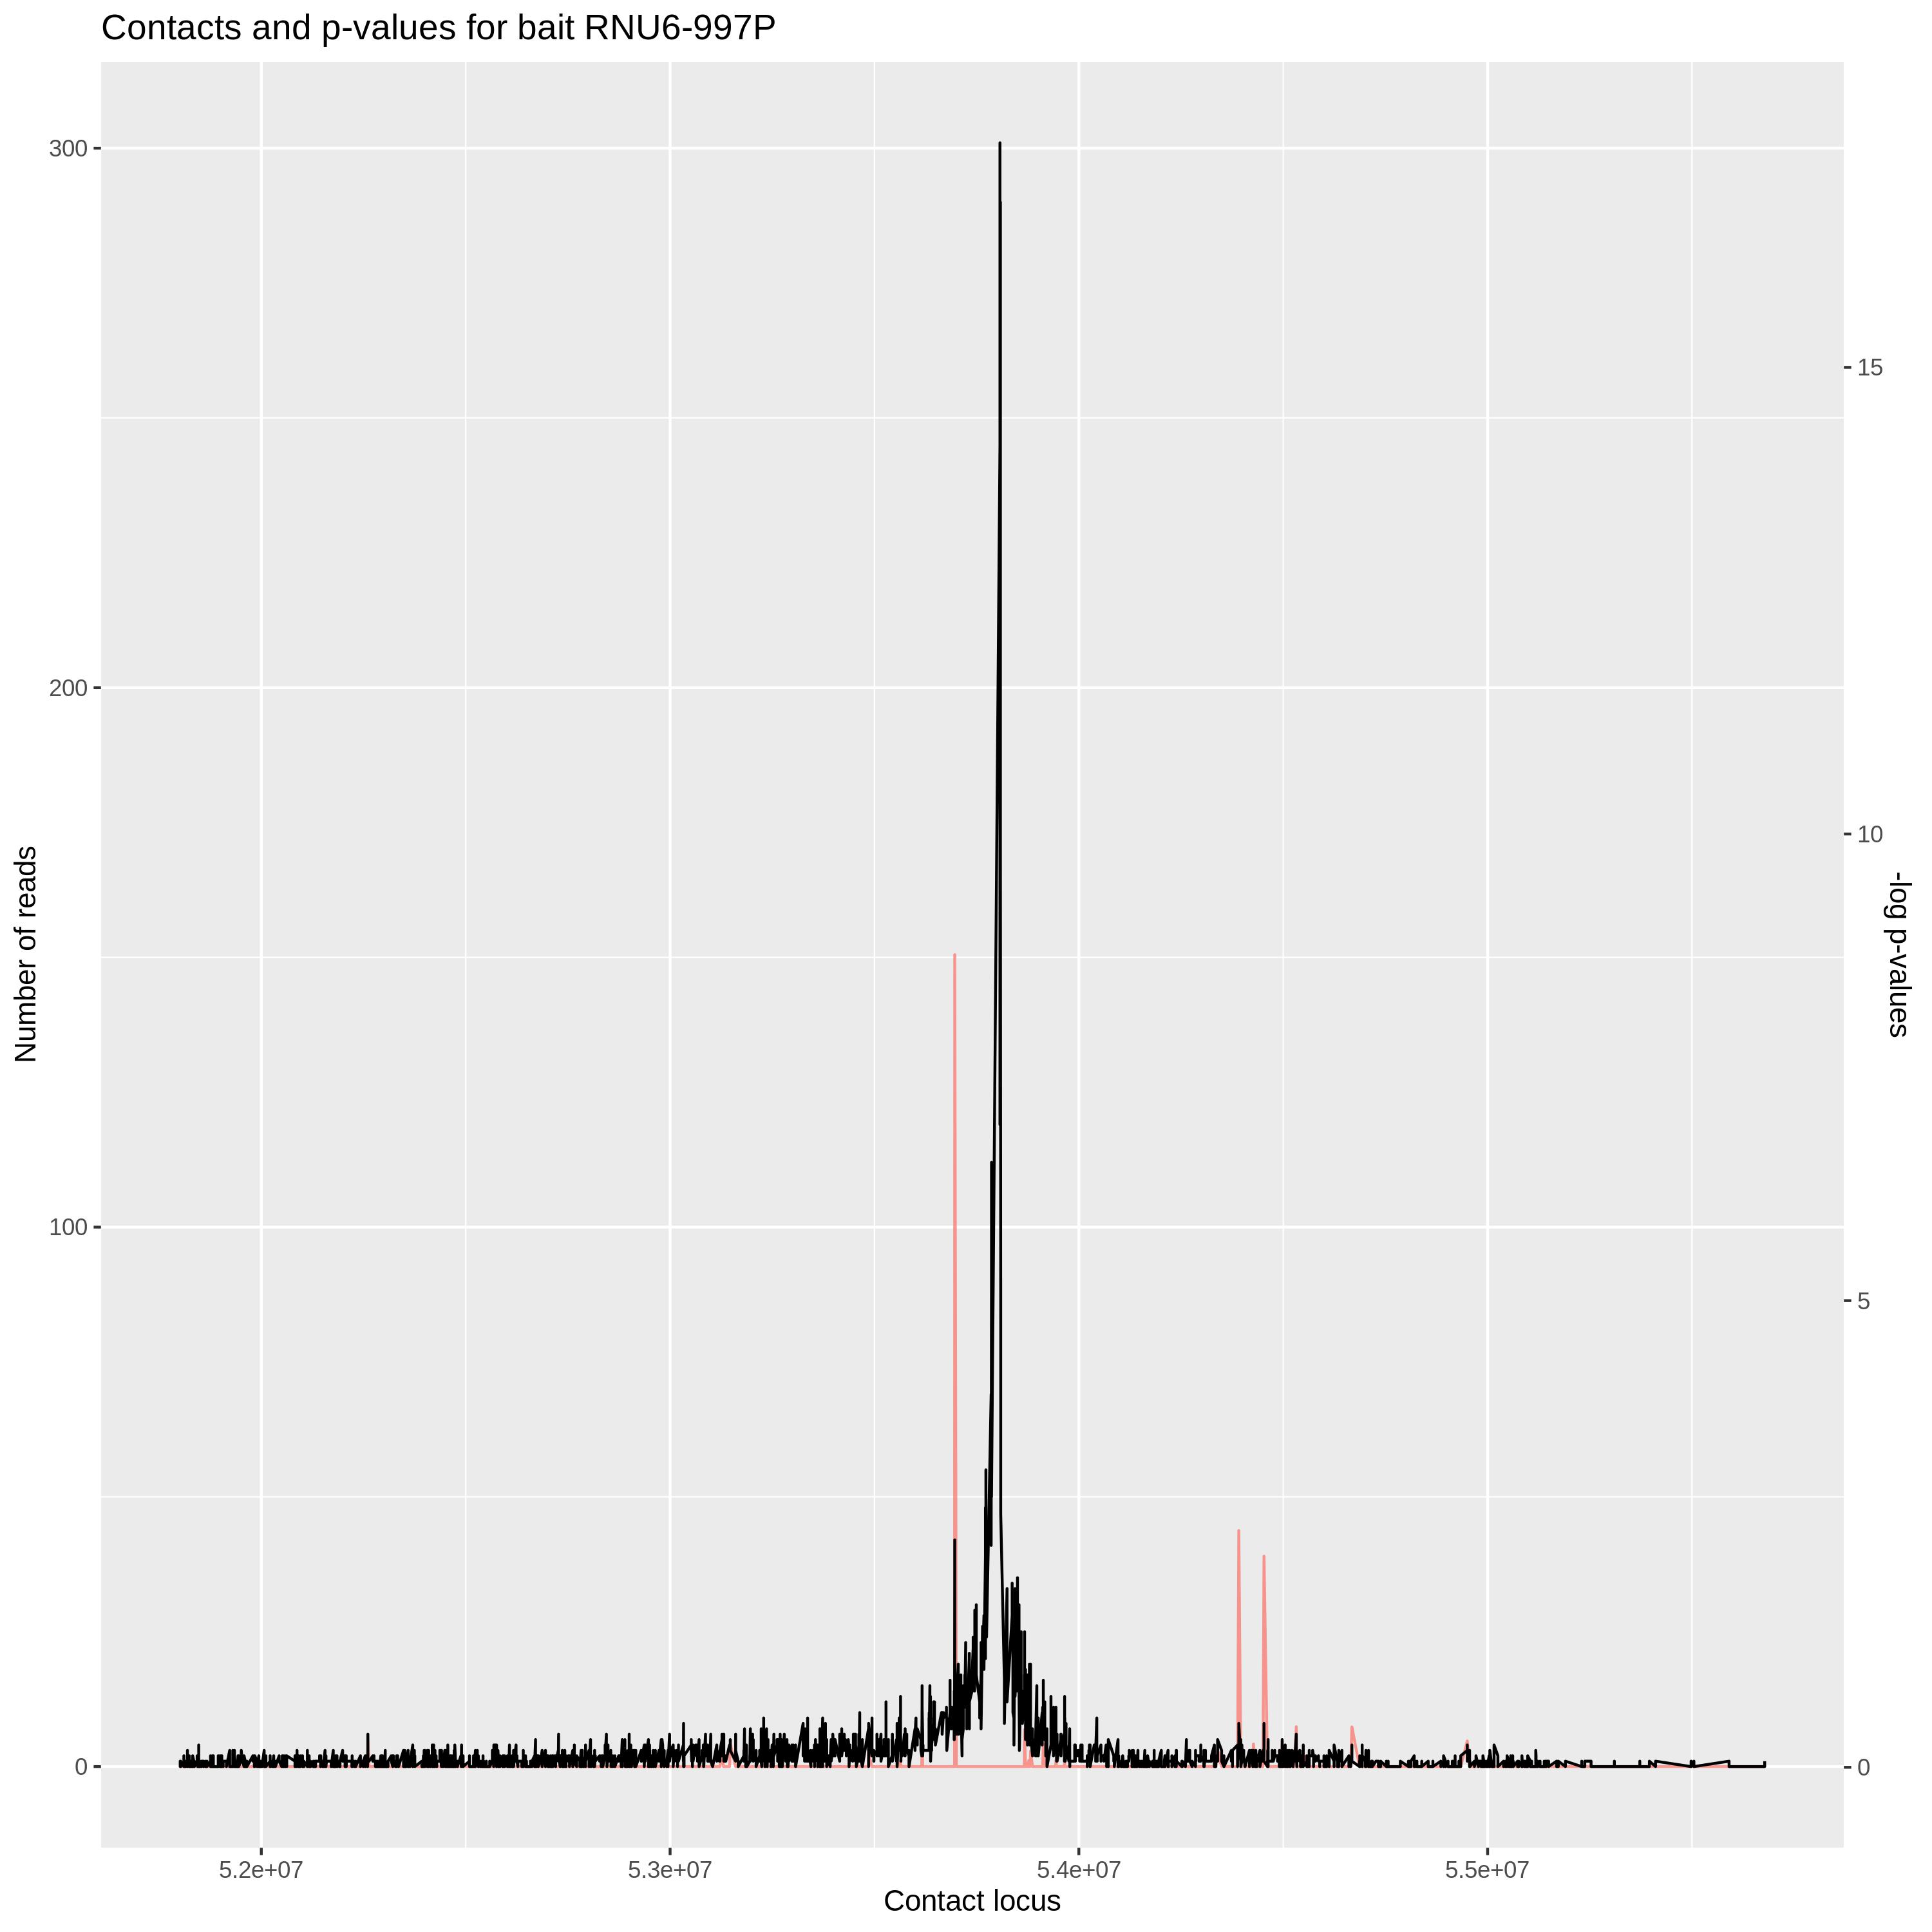 Contacts and p-values for bait RNU6-997P
300
200
100
0
15
10
5
0
Number of reads
-log p-values
5.2e+07
5.3e+07
5.4e+07
5.5e+07
Contact locus